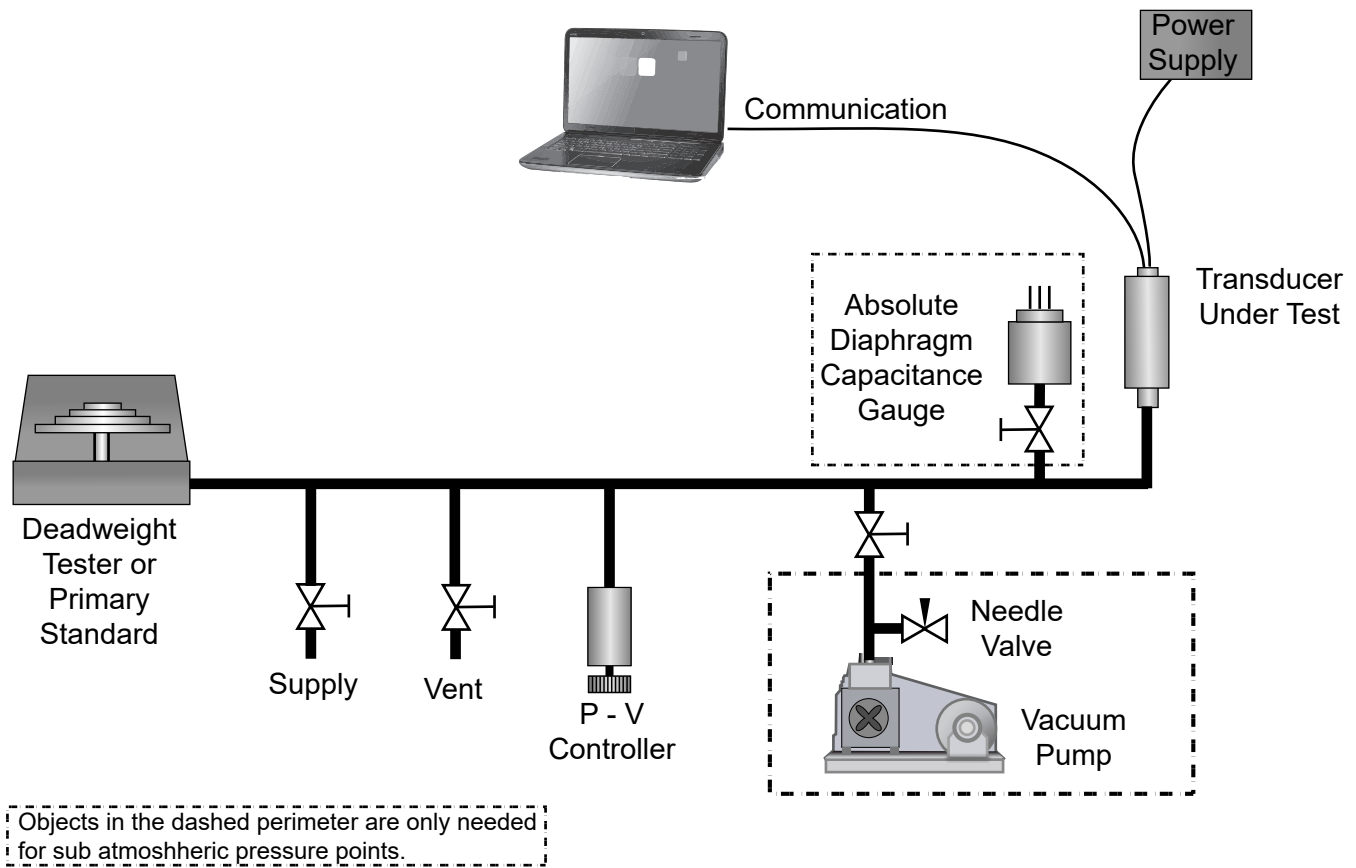 Power
Supply
Communication
Transducer
Under Test
Absolute
Diaphragm
Capacitance
Gauge
Deadweight
Tester or
Primary
Standard
Supply
Vent
P - V
Controller
Needle
Valve
Vacuum
Pump
Objects in the dashed perimeter are only needed
for sub atmoshheric pressure points.